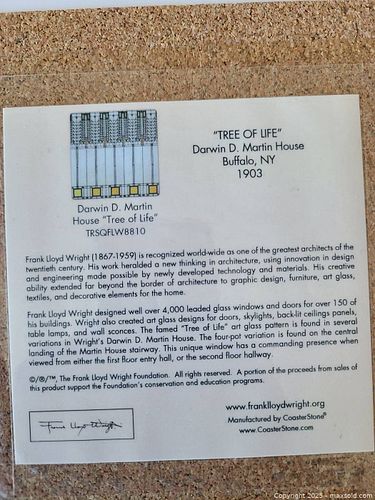 "TREE OF LIFE"
Darwin D. Martin House
Buffalo, NY
1903
Darwin D. Martin
House "Tree of Life"
TRSQFLW8810
Frank Lloyd Wright (1867-1959) is recognized world-wide as one of the greatest architects of the
twentieth century. His work heralded a new thinking in architecture, using innovation in design
and engineering made possible by newly developed technology and materials. His creative
ability extended far beyond the border of architecture to graphic design, furniture, art glass,
textiles, and decorative elements for the home.
Frank Lloyd Wright designed well over 4,000 leaded glass windows and doors for over 150 of
his buildings. Wright also created art glass designs for doors, skylights, back-lit ceiling panels,
table lamps, and wall sconces. The famed "Tree of Life" art glass pattern is found in several
variations in Wright's Darwin D. Martin House. The four-pot variation is found on the central
landing of the Martin House stairway. This unique window has a commanding presence when
viewed from either the first floor entry hall, or the second floor hallway.
©/®/™, The Frank Lloyd Wright Foundation. All rights reserved. A portion of the proceeds from sales of
this product support the Foundation's conservation and education programs.
Frank Lloyd Wright
www.franklloydwright.org
Manufactured by CoasterStone®
www.CoasterStone.com
Copyright 2025 - maxsold.com